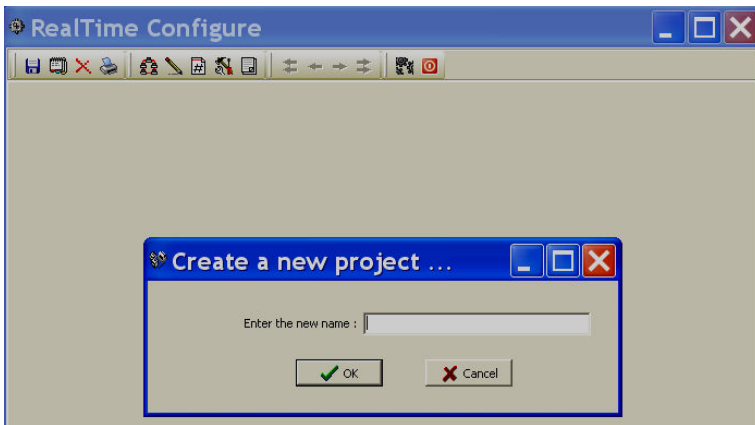 RealTime Configure
Create a new project ...
Enter the new name :
OK
Cancel